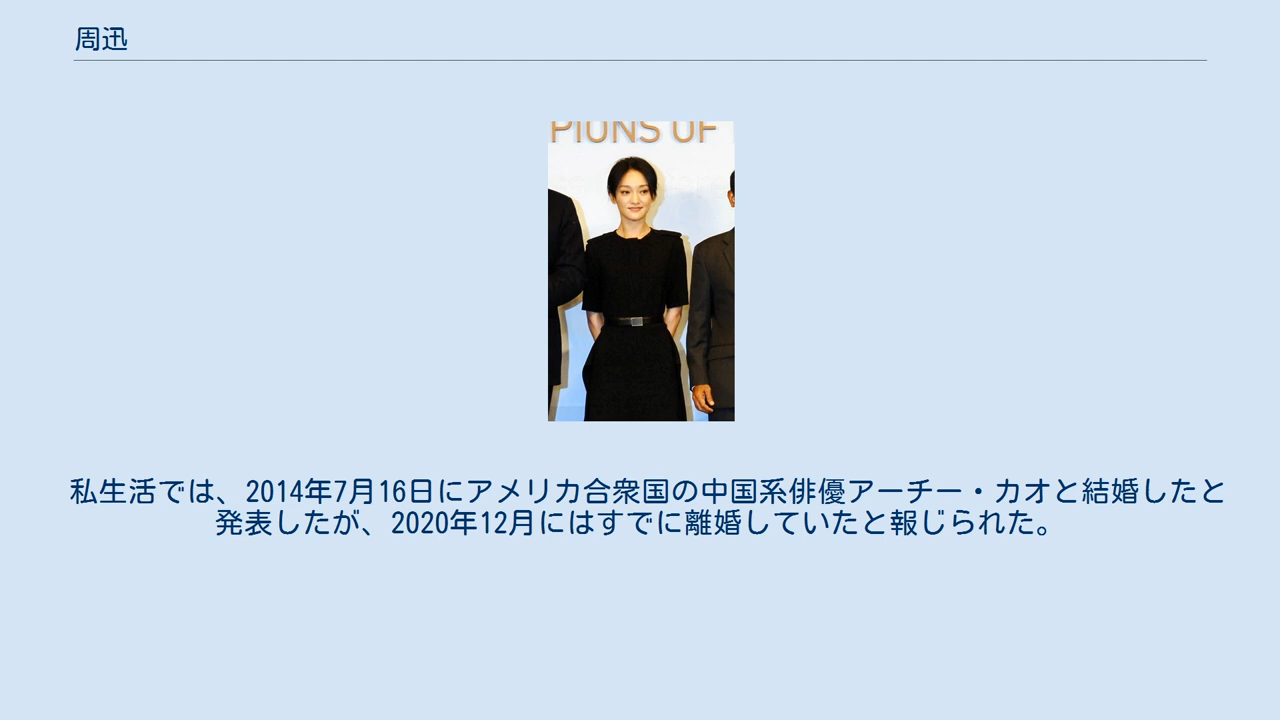 周迅
PIONS OF
私生活では、2014年7月16日にアメリカ合衆国の中国系俳優アーチー・カオと結婚したと
発表したが、2020年12月にはすでに離婚していたと報じられた。